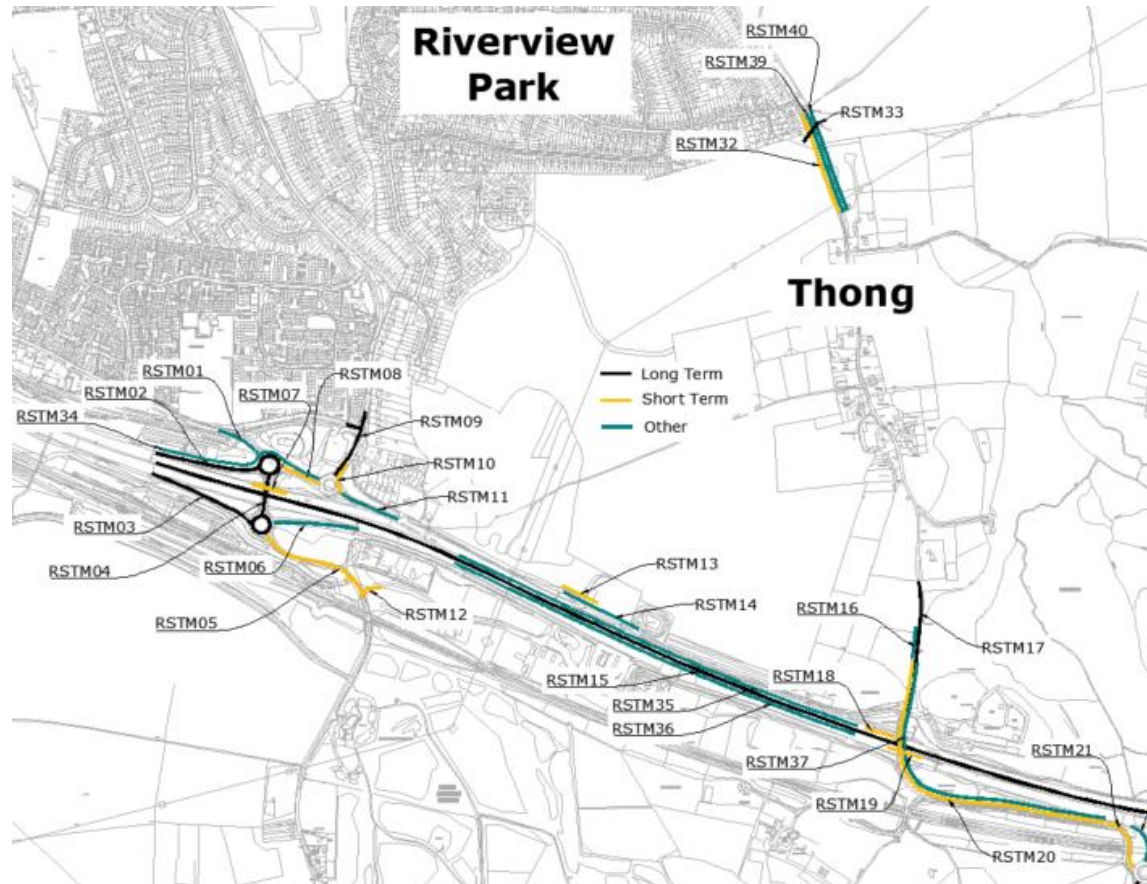 Riverview
Park
RSTM40
RSTM39
RSTM33
RSTM32
Thong
Long Term
Short Term
Other
RSTM01
RSTM02
RSTM07
RSTM08
RSTM34
RSTM09
RSTM10
RSTM11
RSTM03
RSTM04
RSTM06
RSTM05
RSTM12
RSTM13
RSTM14
RSTM16
RSTM17
RSTM15
RSTM18
RSTM35
RSTM36
RSTM37
RSTM21
RSTM19
RSTM20